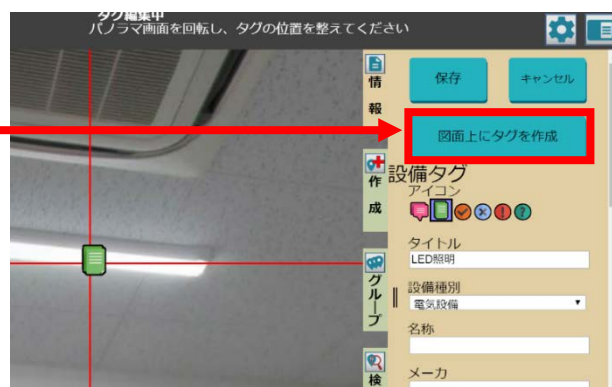 タグ編集中
パノラマ画面を回転し、タグの位置を整えてください
情報
作成
グループ
検
保存
キャンセル
図面上にタグを作成
設備タグ
アイコン
タイトル
LED照明
設備種別
電気設備
名称
メーカ